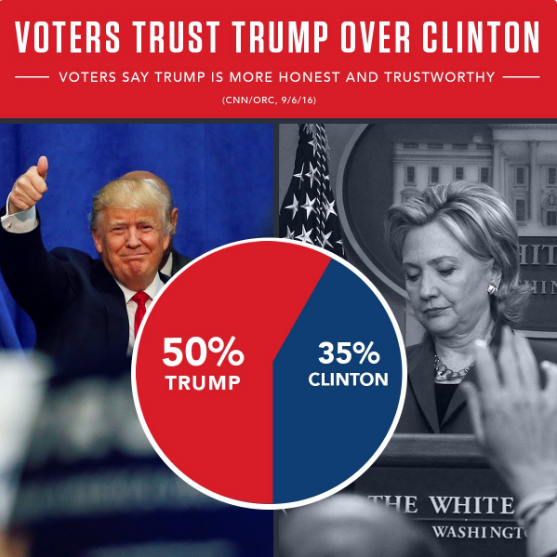 VOTERS TRUST TRUMP OVER CLINTON
VOTERS SAY TRUMP IS MORE HONEST AND TRUSTWORTHY
(CNN/ORC, 9/6/16)
50%
TRUMP
35%
CLINTON
THE WHITE
WASHINGT